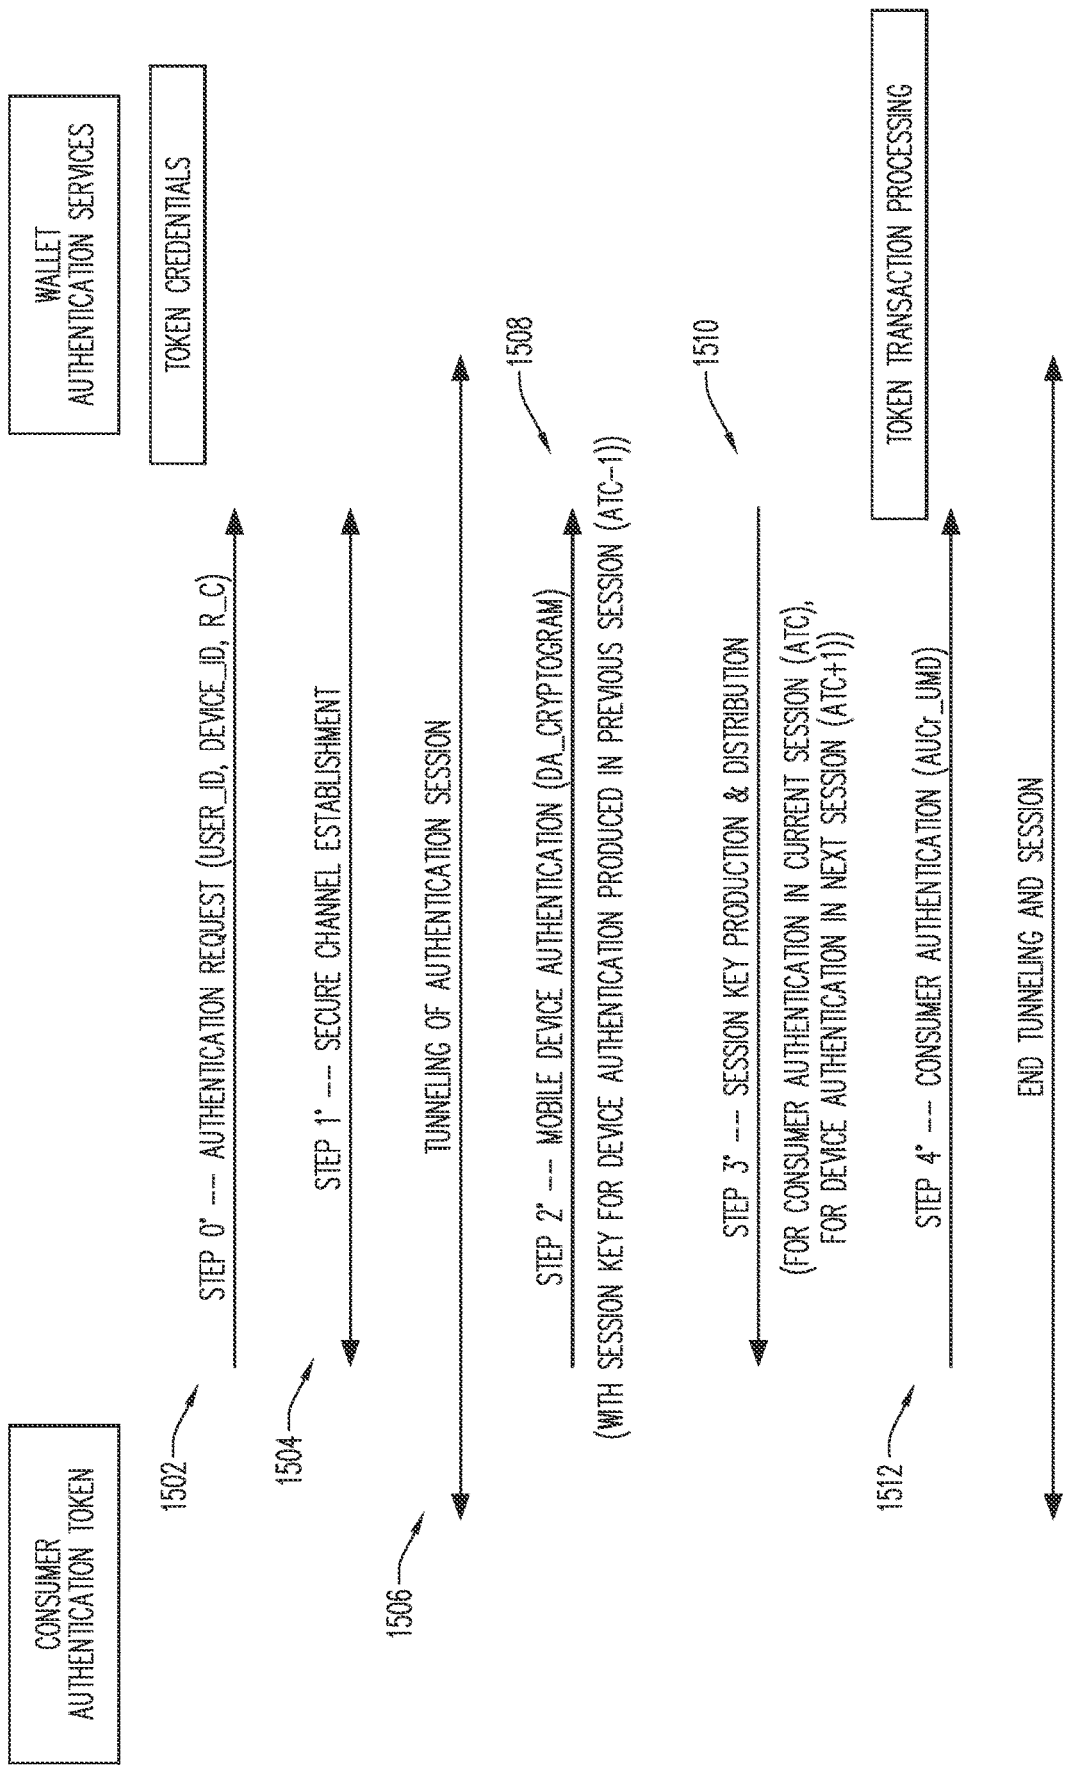 CONSUMER
AUTHENTICATION TOKEN
WALLET
AUTHENTICATION SERVICES
TOKEN CREDENTIALS
1502
STEP 0" -- AUTHENTICATION REQUEST (USER_ID, DEVICE_ID, R_C)
1504
STEP 1" -- SECURE CHANNEL ESTABLISHMENT
1506
TUNNELING OF AUTHENTICATION SESSION
1508
STEP 2" -- MOBILE DEVICE AUTHENTICATION (DA_CRYPTOGRAM)
(WITH SESSION KEY FOR DEVICE AUTHENTICATION PRODUCED IN PREVIOUS SESSION (ATC-1))
1510
STEP 3" -- SESSION KEY PRODUCTION & DISTRIBUTION
(FOR CONSUMER AUTHENTICATION IN CURRENT SESSION (ATC),
FOR DEVICE AUTHENTICATION IN NEXT SESSION (ATC+1))
TOKEN TRANSACTION PROCESSING
1512
STEP 4" -- CONSUMER AUTHENTICATION (AUCr_UMD)
END TUNNELING AND SESSION